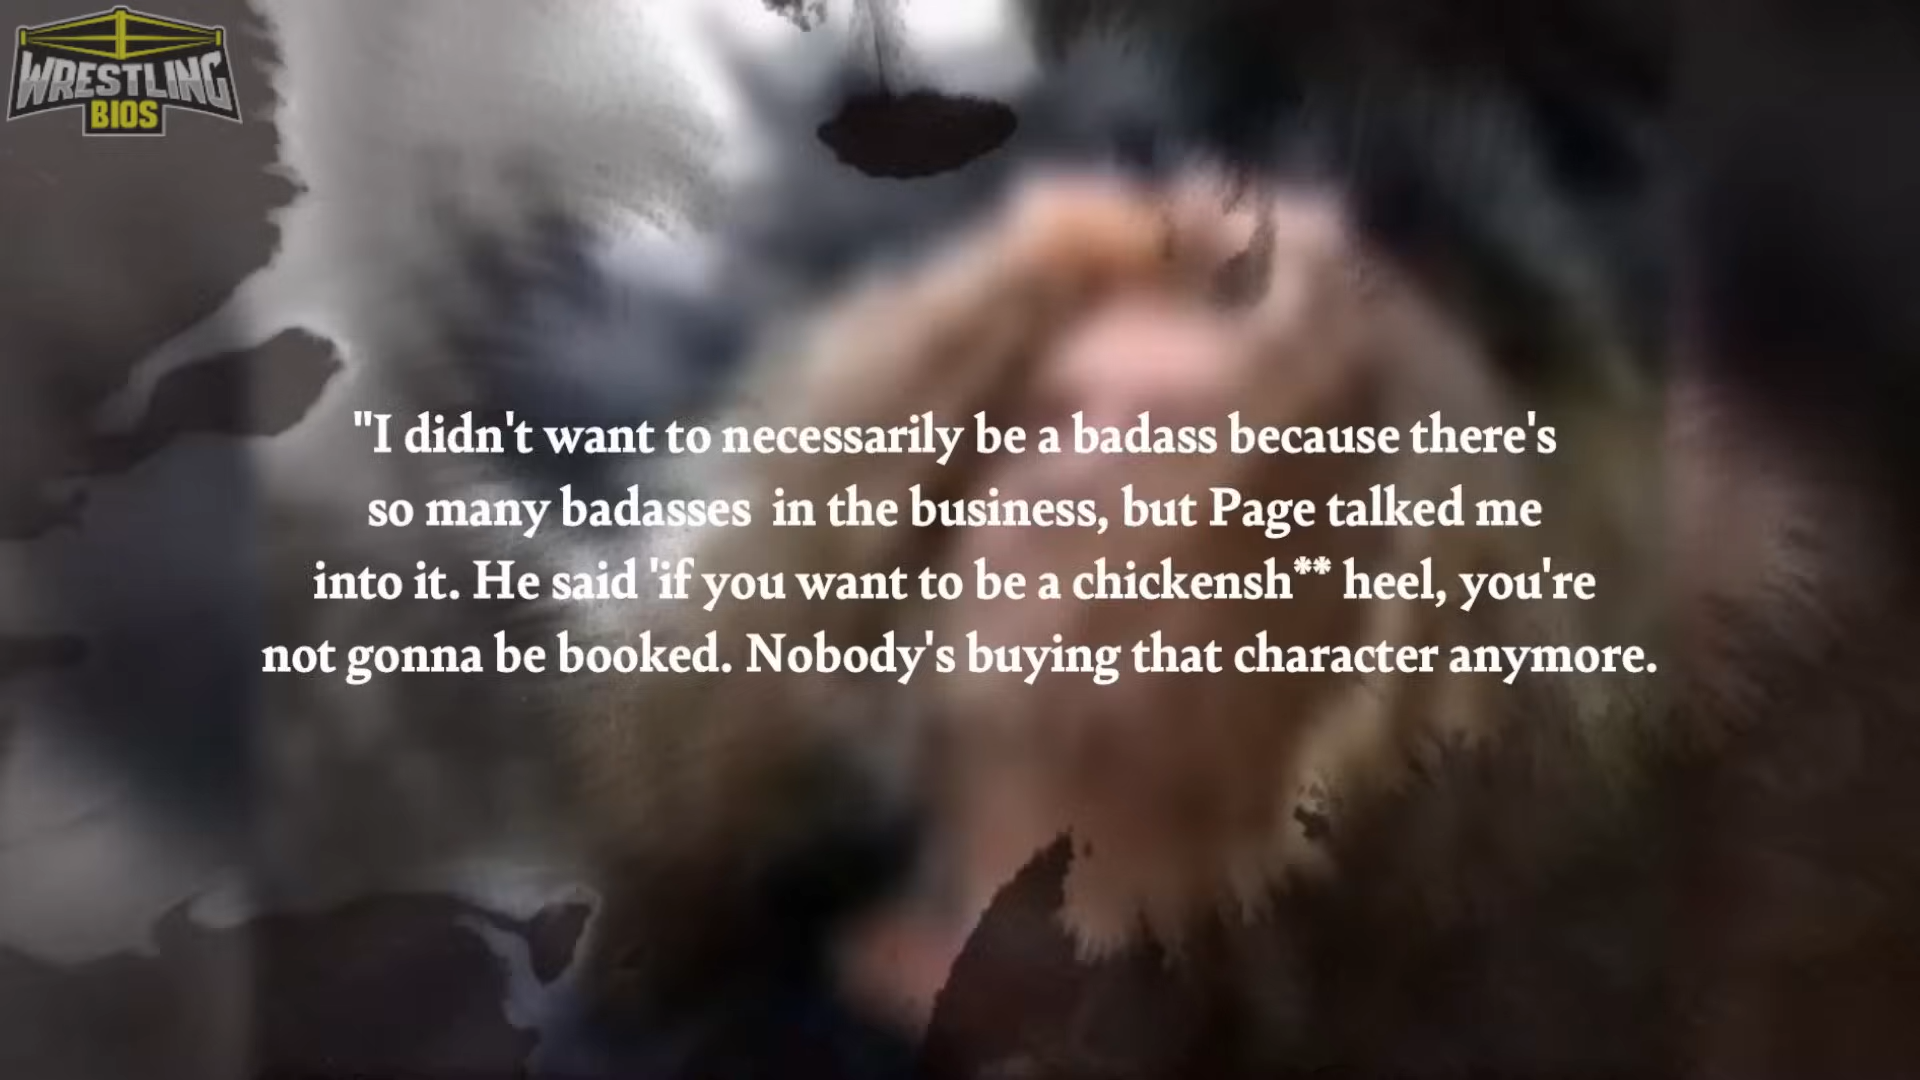 WRESTLING
BIOS
"I didn't want to necessarily be a badass because there's
so many badasses in the business, but Page talked me
into it. He said 'if you want to be a chickensh** heel, you're
not gonna be booked. Nobody's buying that character anymore.